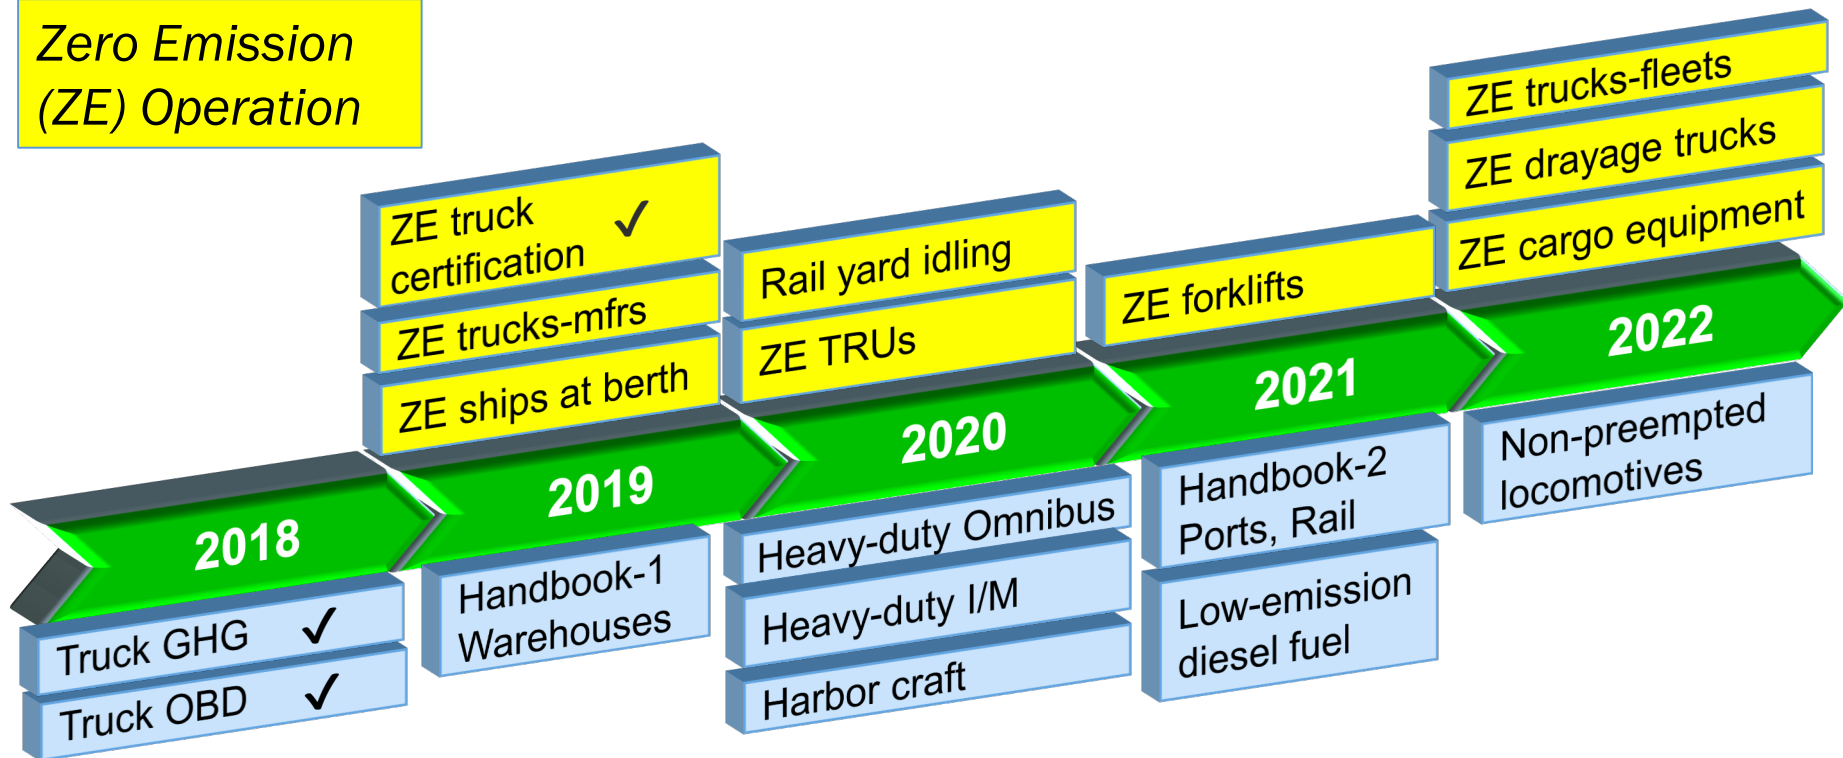 Zero Emission
(ZE) Operation
ZE truck ✓
certification
ZE trucks-mfrs
ZE ships at berth
Rail yard idling
ZE TRUs
ZE forklifts
ZE trucks-fleets
ZE drayage trucks
ZE cargo equipment
2018
2019
2020
2021
2022
Truck GHG ✓
Truck OBD ✓
Handbook-1
Warehouses
Heavy-duty Omnibus
Heavy-duty I/M
Harbor craft
Handbook-2
Ports, Rail
Low-emission
diesel fuel
Non-preempted
locomotives